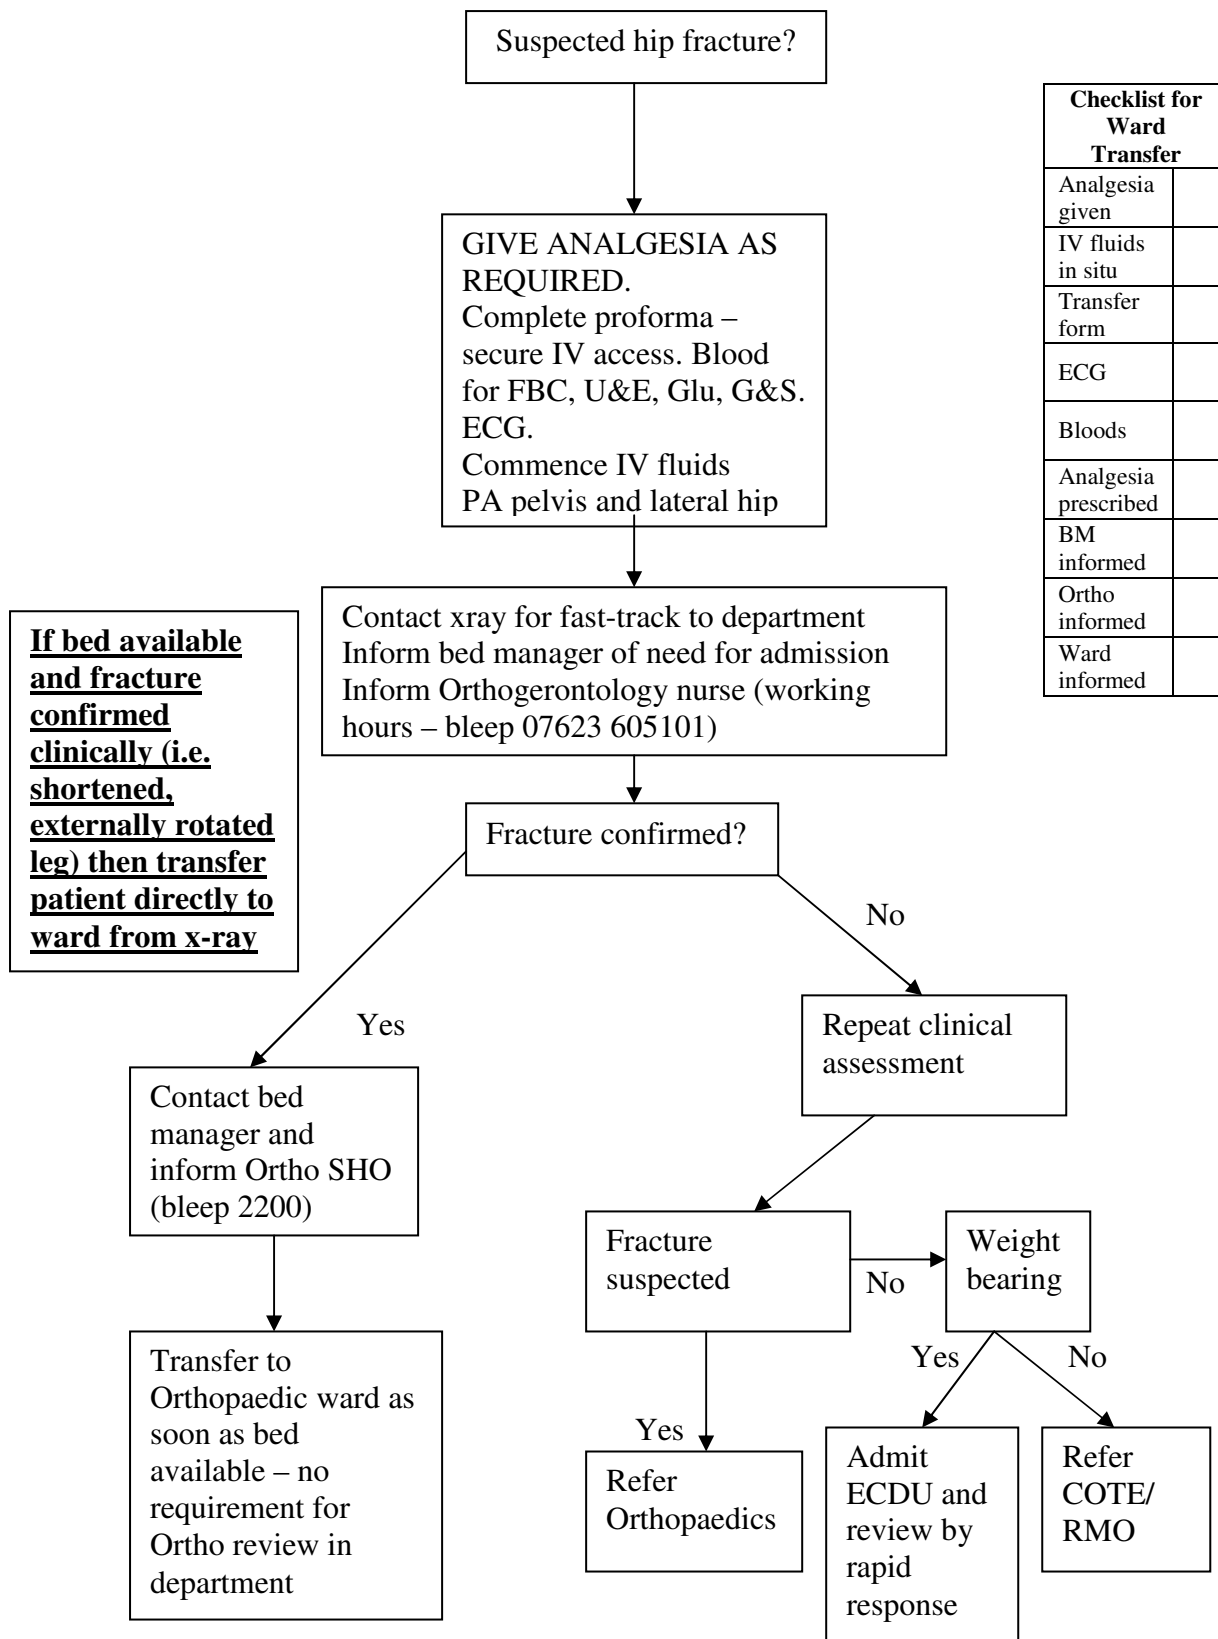 Suspected hip fracture?
Checklist for
Ward
Transfer
Analgesia
given
IV fluids
in situ
Transfer
form
ECG
Bloods
Analgesia
prescribed
BM
informed
Ortho
informed
Ward
informed
GIVE ANALGESIA AS
REQUIRED.
Complete proforma –
secure IV access. Blood
for FBC, U&E, Glu, G&S.
ECG.
Commence IV fluids
PA pelvis and lateral hip
Contact xray for fast-track to department
Inform bed manager of need for admission
Inform Orthogerontology nurse (working
hours – bleep 07623 605101)
If bed available
and fracture
confirmed
clinically (i.e.
shortened,
externally rotated
leg) then transfer
patient directly to
ward from x-ray
Fracture confirmed?
No
Yes
Repeat clinical
assessment
Contact bed
manager and
inform Ortho SHO
(bleep 2200)
Fracture
suspected
No
Weight
bearing
Transfer to
Orthopaedic ward as
soon as bed
available – no
requirement for
Ortho review in
department
Yes
No
Yes
Refer
Orthopaedics
Admit
ECDU and
review by
rapid
response
Refer
COTE/
RMO